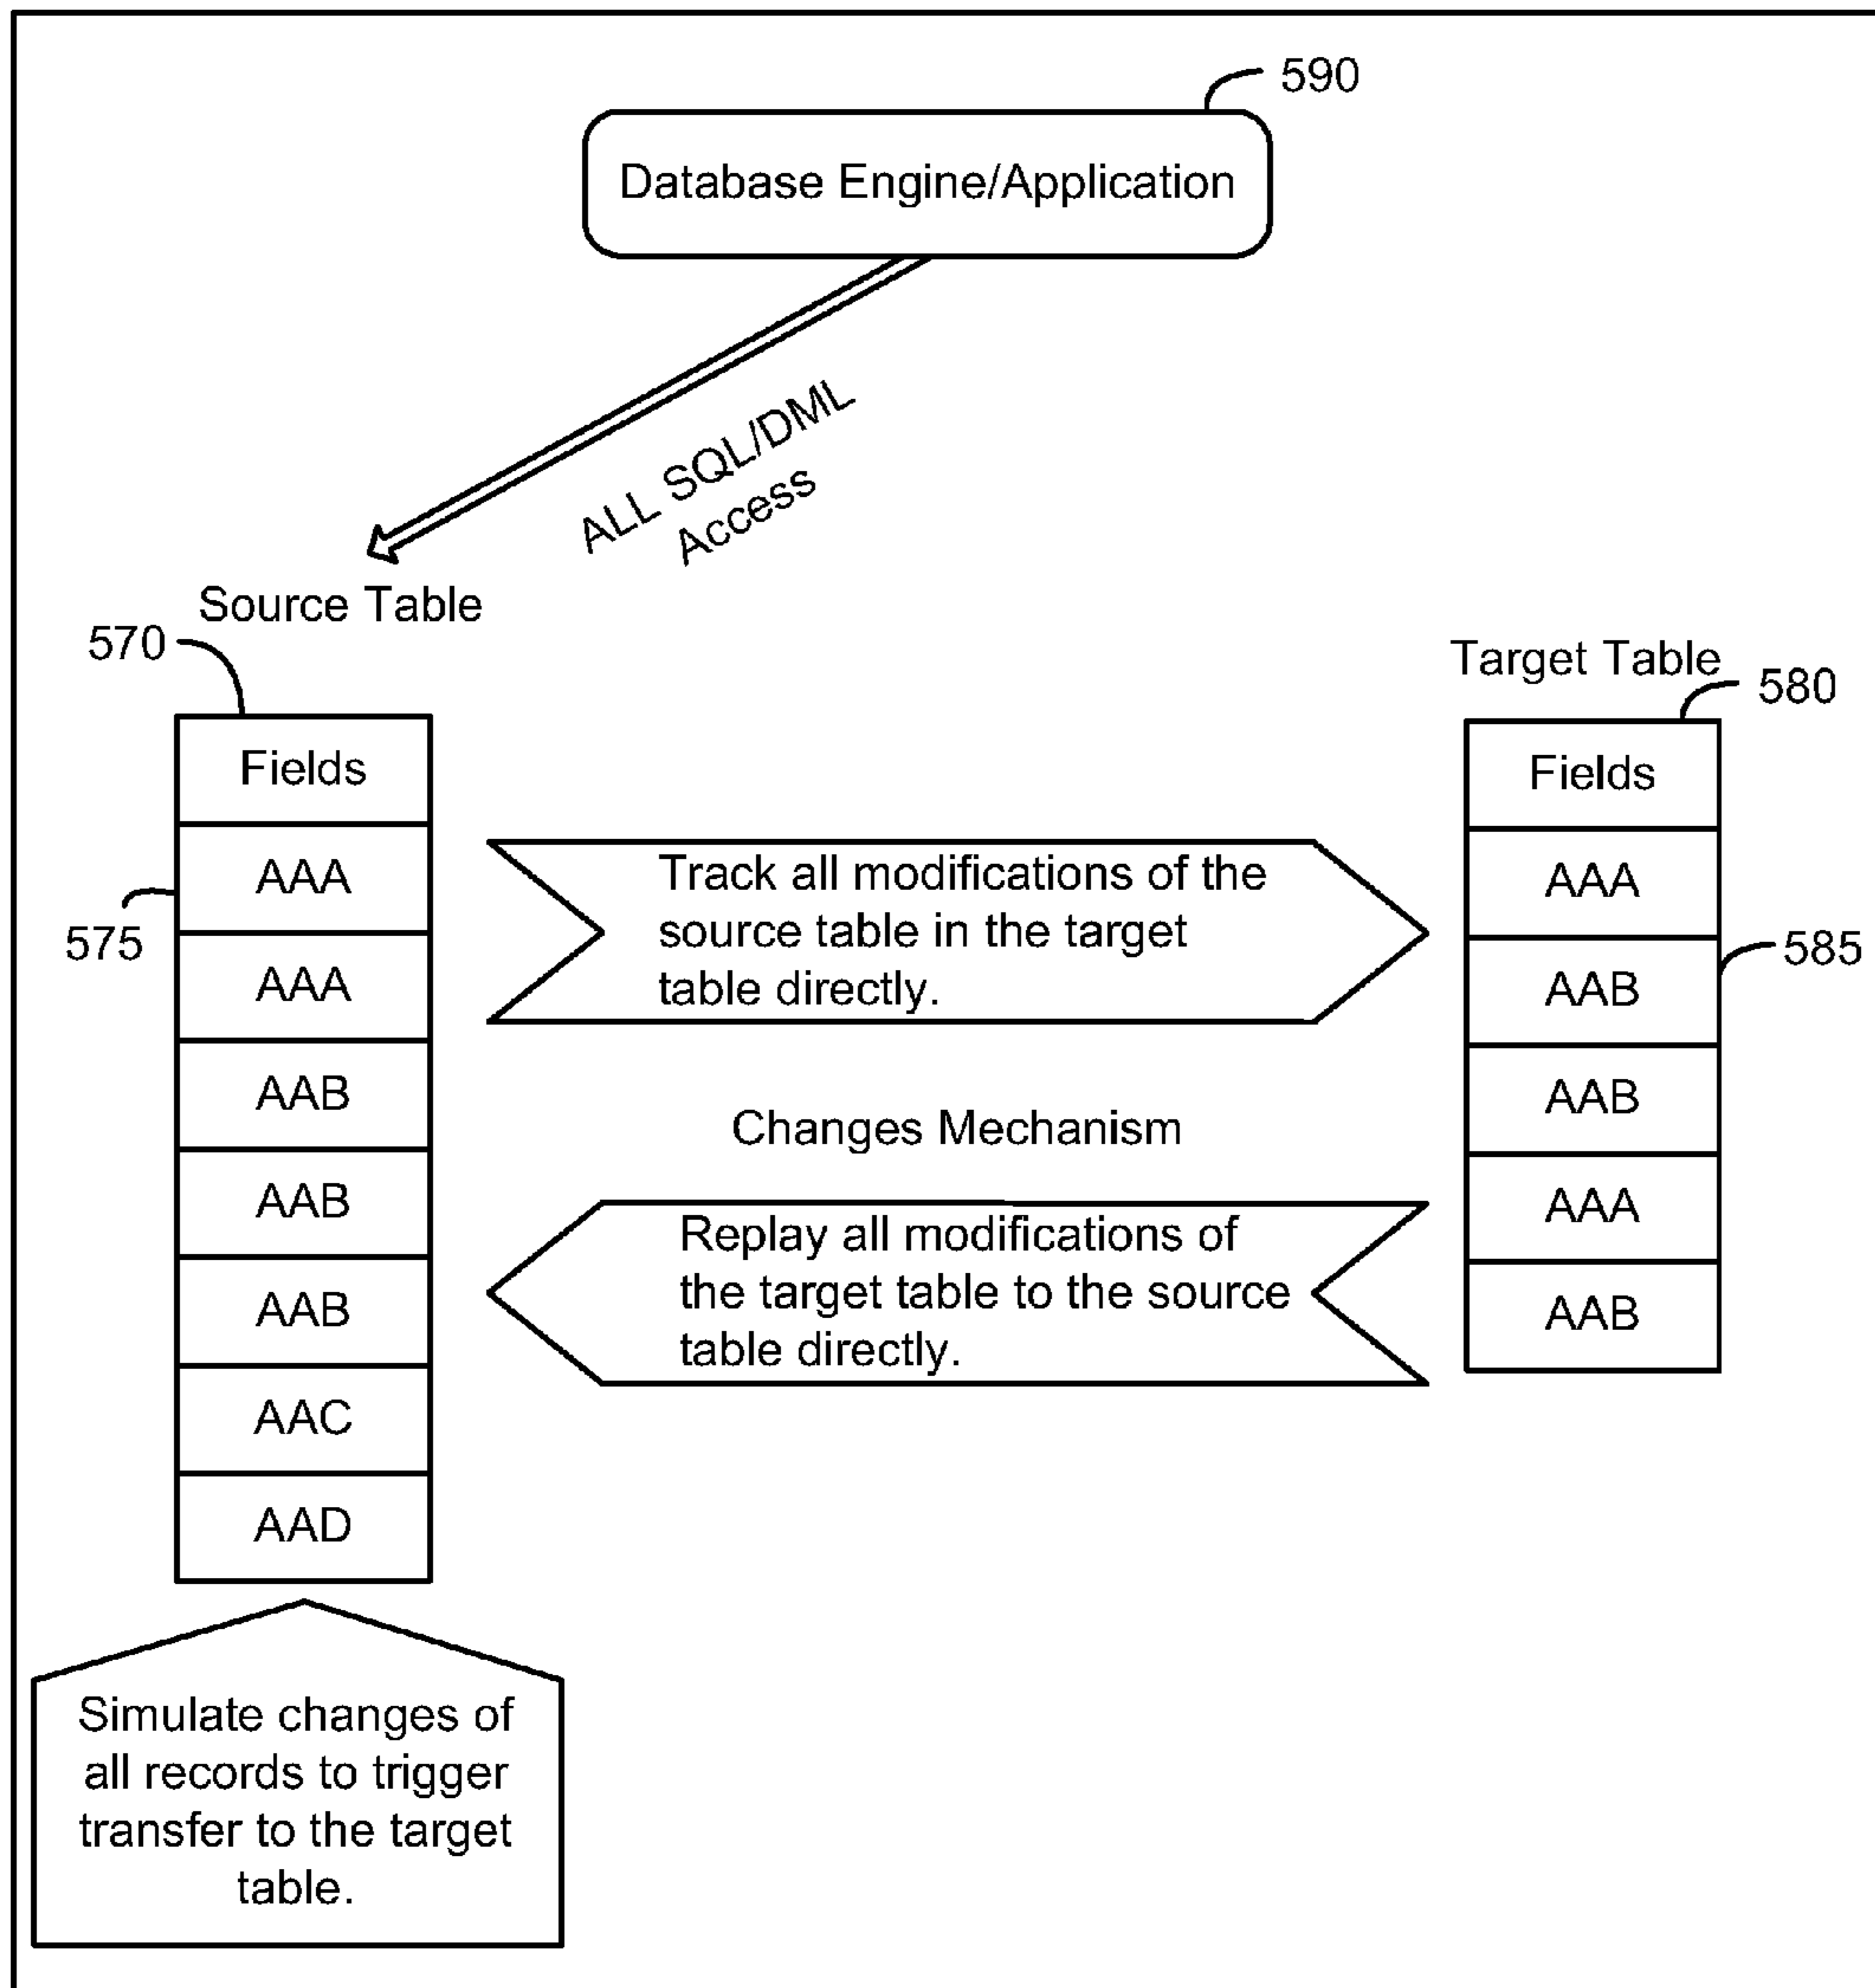 590
Database Engine/Application
ALL SQL/DML
Access
Source Table
570
Target Table
580
Fields
AAA
575
AAA
AAB
AAB
AAB
AAC
AAD
Track all modifications of the
source table in the target
table directly.
Changes Mechanism
Replay all modifications of
the target table to the source
table directly.
Fields
AAA
AAB
585
AAB
AAA
AAB
Simulate changes of
all records to trigger
transfer to the target
table.